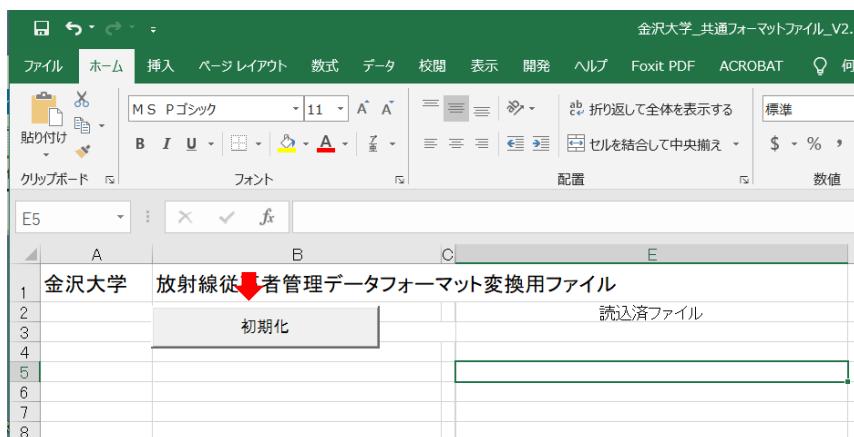 金沢大学_共通フォーマットファイル_V2.
ファイル ホーム 挿入 ページ レイアウト 数式 データ 校閲 表示 開発 ヘルプ Foxit PDF ACROBAT 何
貼り付け ＭＳ Ｐゴシック 11 A A ab 折り返して全体を表示する 標準
B I U A セルを結合して中央揃え $ % ,
クリップボード フォント 配置 数値
E5 fx
A B C E
1 金沢大学 放射線従 者管理データフォーマット変換用ファイル
2 読込済ファイル
3 初期化
4
5
6
7
8